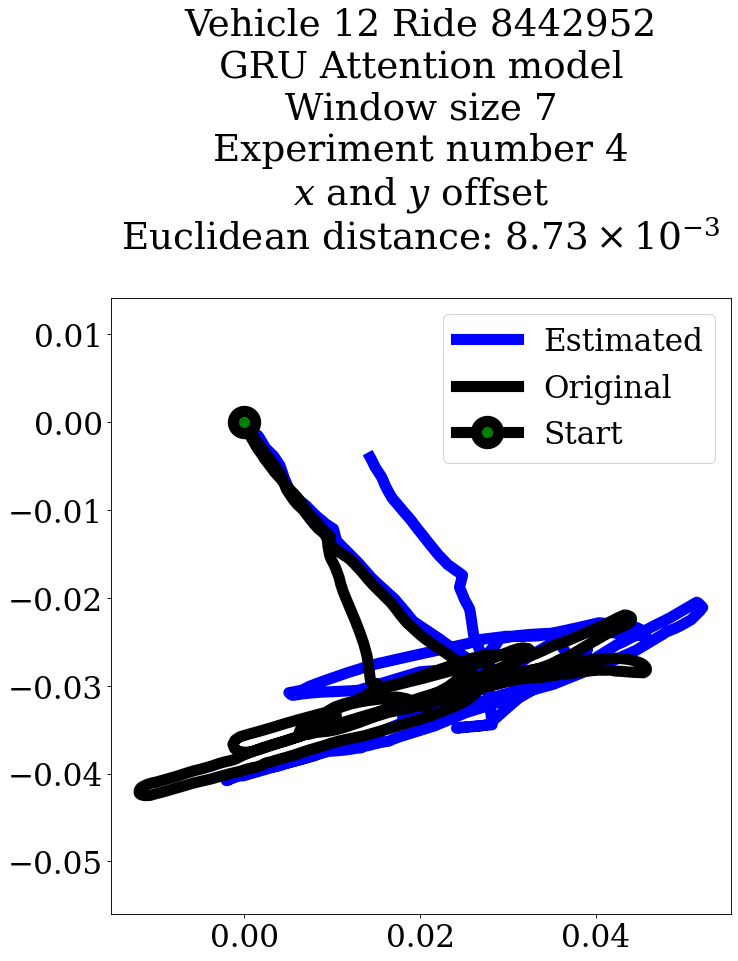 Vehicle 12 Ride 8442952
GRU Attention model
Window size 7
Experiment number 4
x and y offset
Euclidean distance: 8.73 × 10⁻³
Estimated
Original
Start
0.01
0.00
−0.01
−0.02
−0.03
−0.04
−0.05
0.00 0.02 0.04